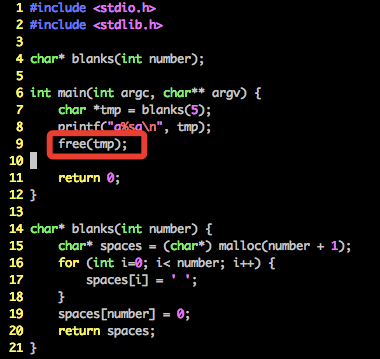 1 #include <stdio.h>
2 #include <stdlib.h>
3
4 char* blanks(int number);
5
6 int main(int argc, char** argv) {
7     char *tmp = blanks(5);
8     printf("a%sa\n", tmp);
9     free(tmp);
10
11     return 0;
12 }
13
14 char* blanks(int number) {
15     char* spaces = (char*) malloc(number + 1);
16     for (int i=0; i< number; i++) {
17         spaces[i] = ' ';
18     }
19     spaces[number] = 0;
20     return spaces;
21 }